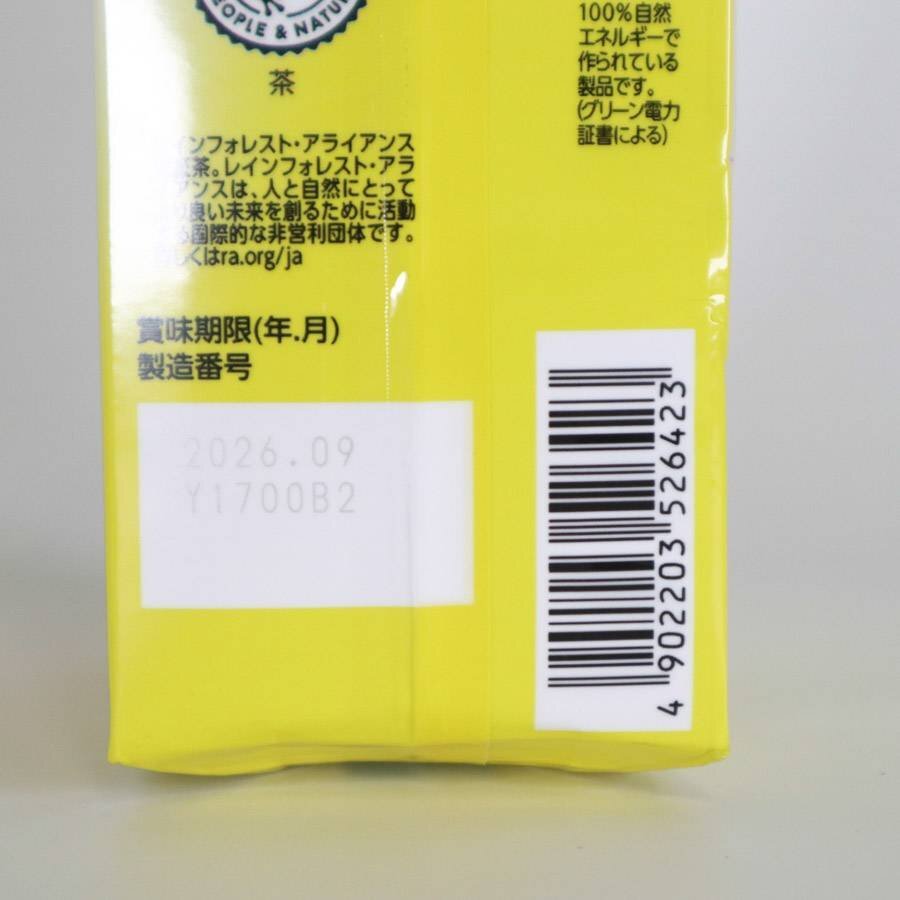 PEOPLE & NATURE
茶
インフォレスト・アライアンス
茶。レインフォレスト・アラ
アンスは、人と自然にとって
良い未来を創るために活動
る国際的な非営利団体です。
しくはra.org/ja
賞味期限(年.月)
製造番号
2026.09
Y1700B2
100%自然
エネルギーで
作られている
製品です。
(グリーン電力
証書による)
4 902203 526423